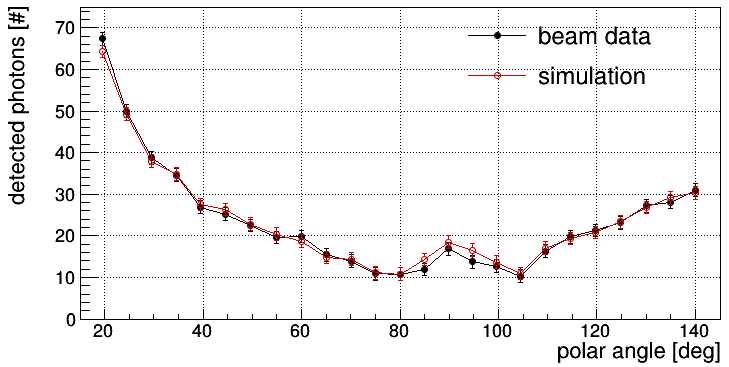 detected photons [#]
70
60
50
40
30
20
10
0
beam data
simulation
20 40 60 80 100 120 140
polar angle [deg]